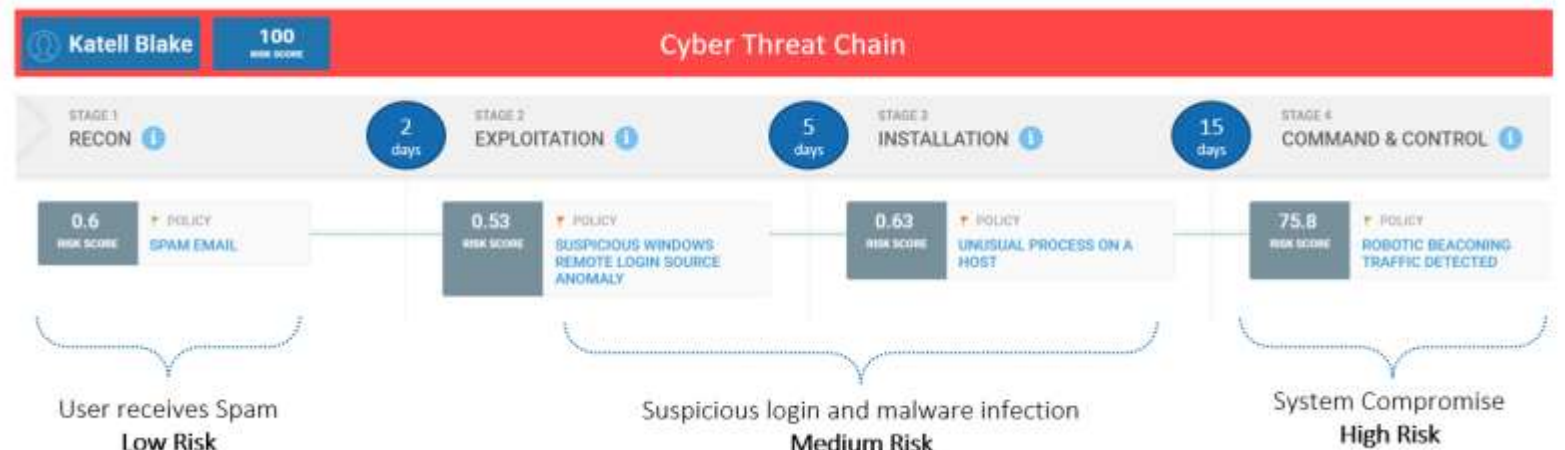 Katell Blake
100
RISK SCORE
Cyber Threat Chain
STAGE 1
RECON
2
days
STAGE 2
EXPLOITATION
5
days
STAGE 3
INSTALLATION
15
days
STAGE 4
COMMAND & CONTROL
0.6
RISK SCORE
POLICY
SPAM EMAIL
0.53
RISK SCORE
POLICY
SUSPICIOUS WINDOWS
REMOTE LOGIN SOURCE
ANOMALY
0.63
RISK SCORE
POLICY
UNUSUAL PROCESS ON A
HOST
75.8
RISK SCORE
POLICY
ROBOTIC BEACONING
TRAFFIC DETECTED
User receives Spam
Low Risk
Suspicious login and malware infection
Medium Risk
System Compromise
High Risk